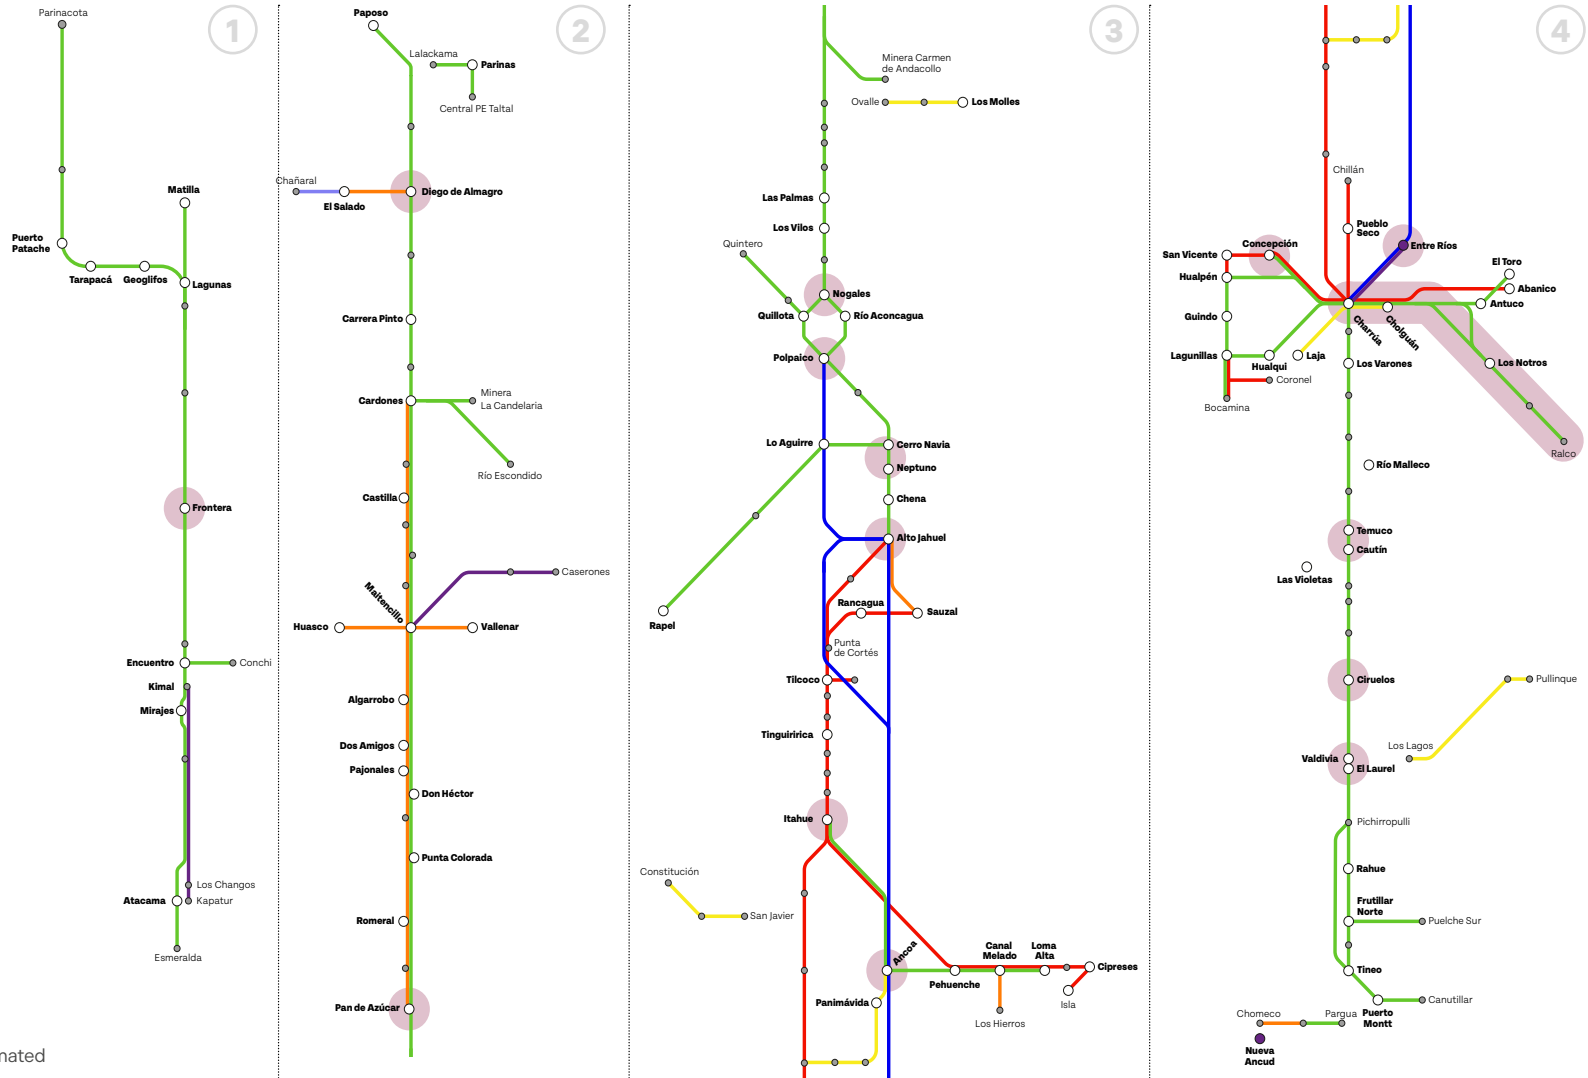 1
Parinacota
Matilla
Puerto
Patache
Tarapacá
Geoglifos
Lagunas
Frontera
Encuentro
Conchi
Kimal
Mirajes
Los Changos
Atacama
Kapatur
Esmeralda
mated
2
Paposo
Lalackama
Parinas
Central PE Taltal
Chañaral
El Salado
Diego de Almagro
Carrera Pinto
Cardones
Minera
La Candelaria
Río Escondido
Castilla
Caserones
Maitencillo
Huasco
Vallenar
Algarrobo
Dos Amigos
Pajonales
Don Héctor
Punta Colorada
Romeral
Pan de Azúcar
3
Minera Carmen
de Andacollo
Ovalle
Los Molles
Las Palmas
Los Vilos
Quintero
Nogales
Quillota
Río Aconcagua
Polpaico
Lo Aguirre
Cerro Navia
Neptuno
Chena
Alto Jahuel
Rapel
Rancagua
Sauzal
Punta
de Cortés
Tilcoco
Tinguiririca
Itahue
Constitución
San Javier
Ancoa
Canal
Melado
Loma
Alta
Cipreses
Pehuenche
Isla
Panimávida
Los Hierros
4
Chillán
Pueblo
Seco
San Vicente
Concepción
Entre Ríos
Hualpén
El Toro
Abanico
Antuco
Guindo
Charrúa
Cholguán
Lagunillas
Hualqui
Laja
Los Varones
Los Notros
Coronel
Bocamina
Ralco
Río Malleco
Temuco
Cautín
Las Violetas
Ciruelos
Pullinque
Los Lagos
Valdivia
El Laurel
Pichirropulli
Rahue
Frutillar
Norte
Puelche Sur
Tineo
Canutillar
Chomeco
Pargua
Puerto
Montt
Nueva
Ancud